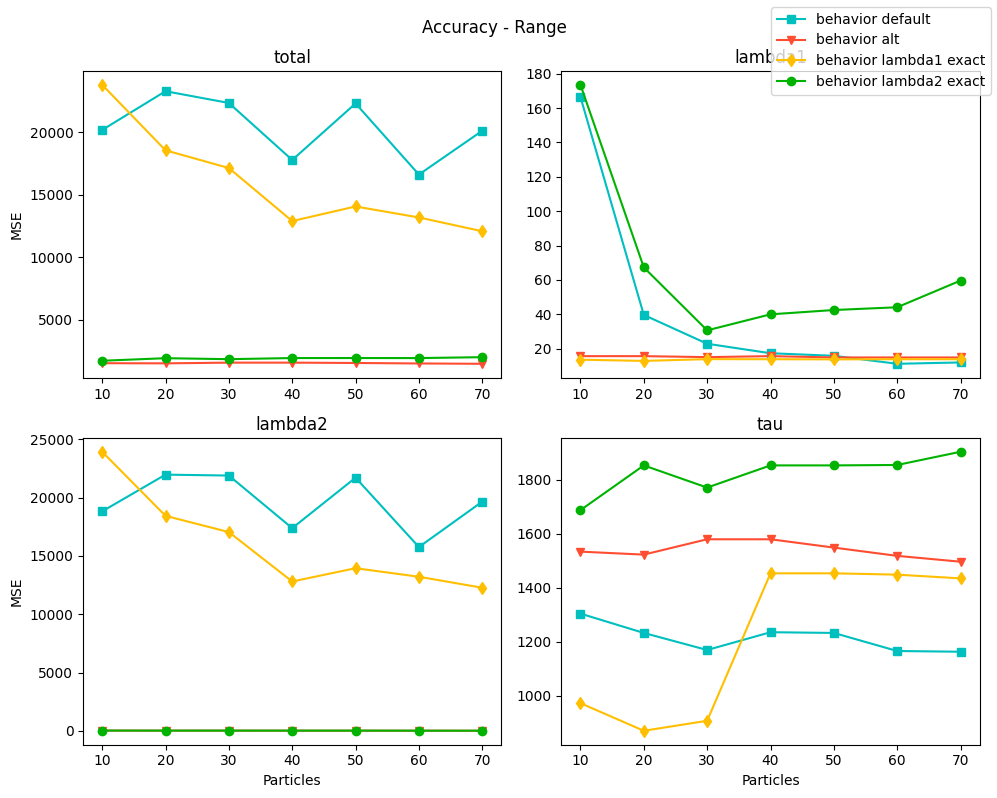 Accuracy - Range
behavior default
behavior alt
behavior lambda1 exact
behavior lambda2 exact
total
MSE
20000
15000
10000
5000
10 20 30 40 50 60 70
lambda1
180
160
140
120
100
80
60
40
20
10 20 30 40 50 60 70
lambda2
MSE
25000
20000
15000
10000
5000
0
10 20 30 40 50 60 70
Particles
tau
1800
1600
1400
1200
1000
10 20 30 40 50 60 70
Particles